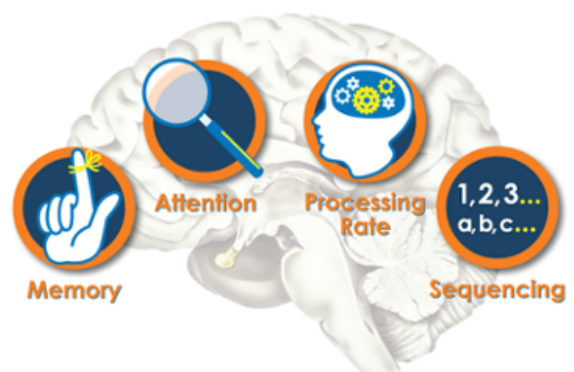 Attention
Processing
Rate
1,2,3...
a,b,c...
Memory
Sequencing